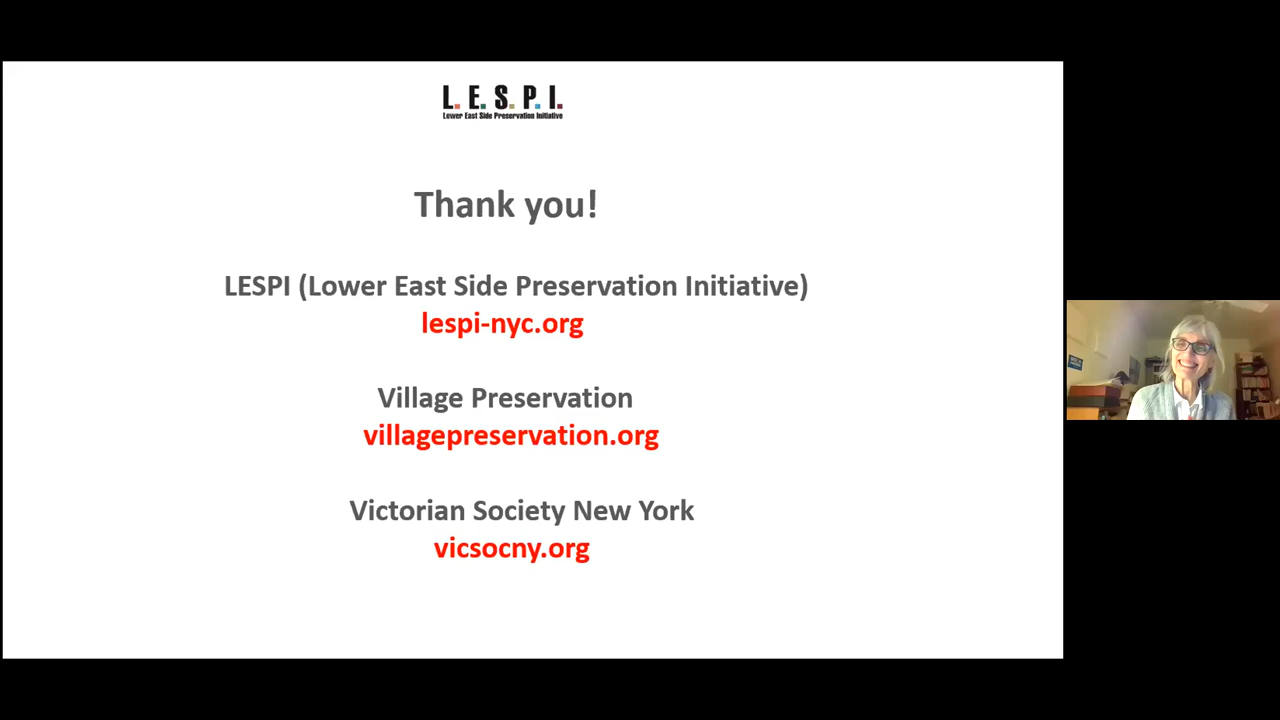 L.E.S.P.I.
Lower East Side Preservation Initiative
Thank you!
LESPI (Lower East Side Preservation Initiative)
lespi-nyc.org
Village Preservation
villagepreservation.org
Victorian Society New York
vicsocny.org